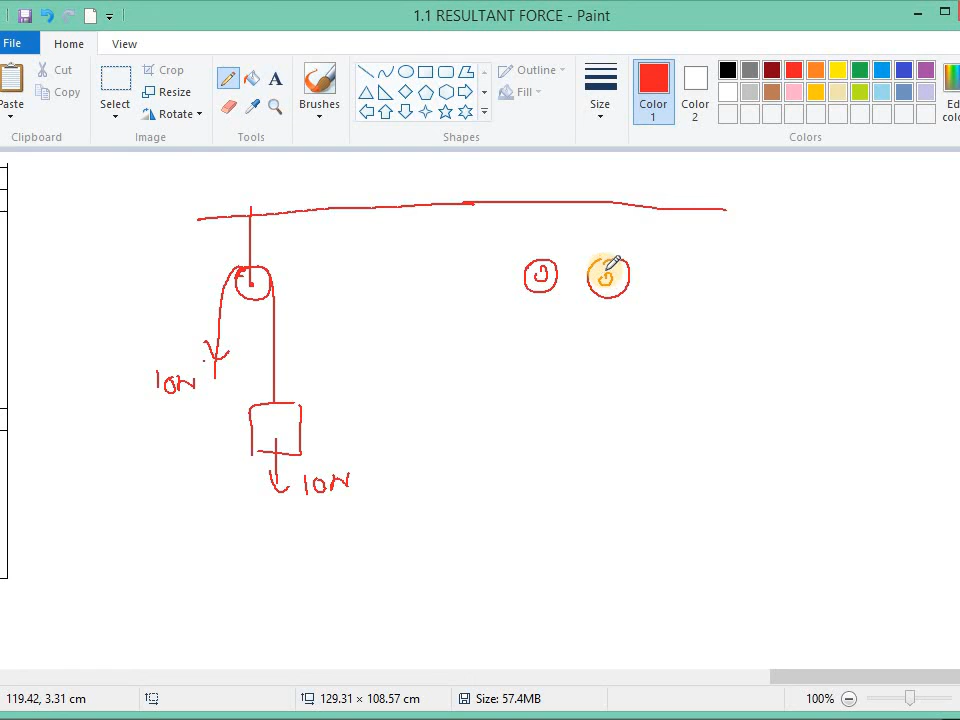 1.1 RESULTANT FORCE - Paint
File Home View
Paste
Cut
Copy
Clipboard
Select
Crop
Resize
Rotate
Image
A
Tools
Brushes
Outline
Fill
Shapes
Size
Color
1
Color
2
Colors
Ed
colo
10N
10N
119.42, 3.31 cm
129.31 × 108.57 cm
Size: 57.4MB
100%